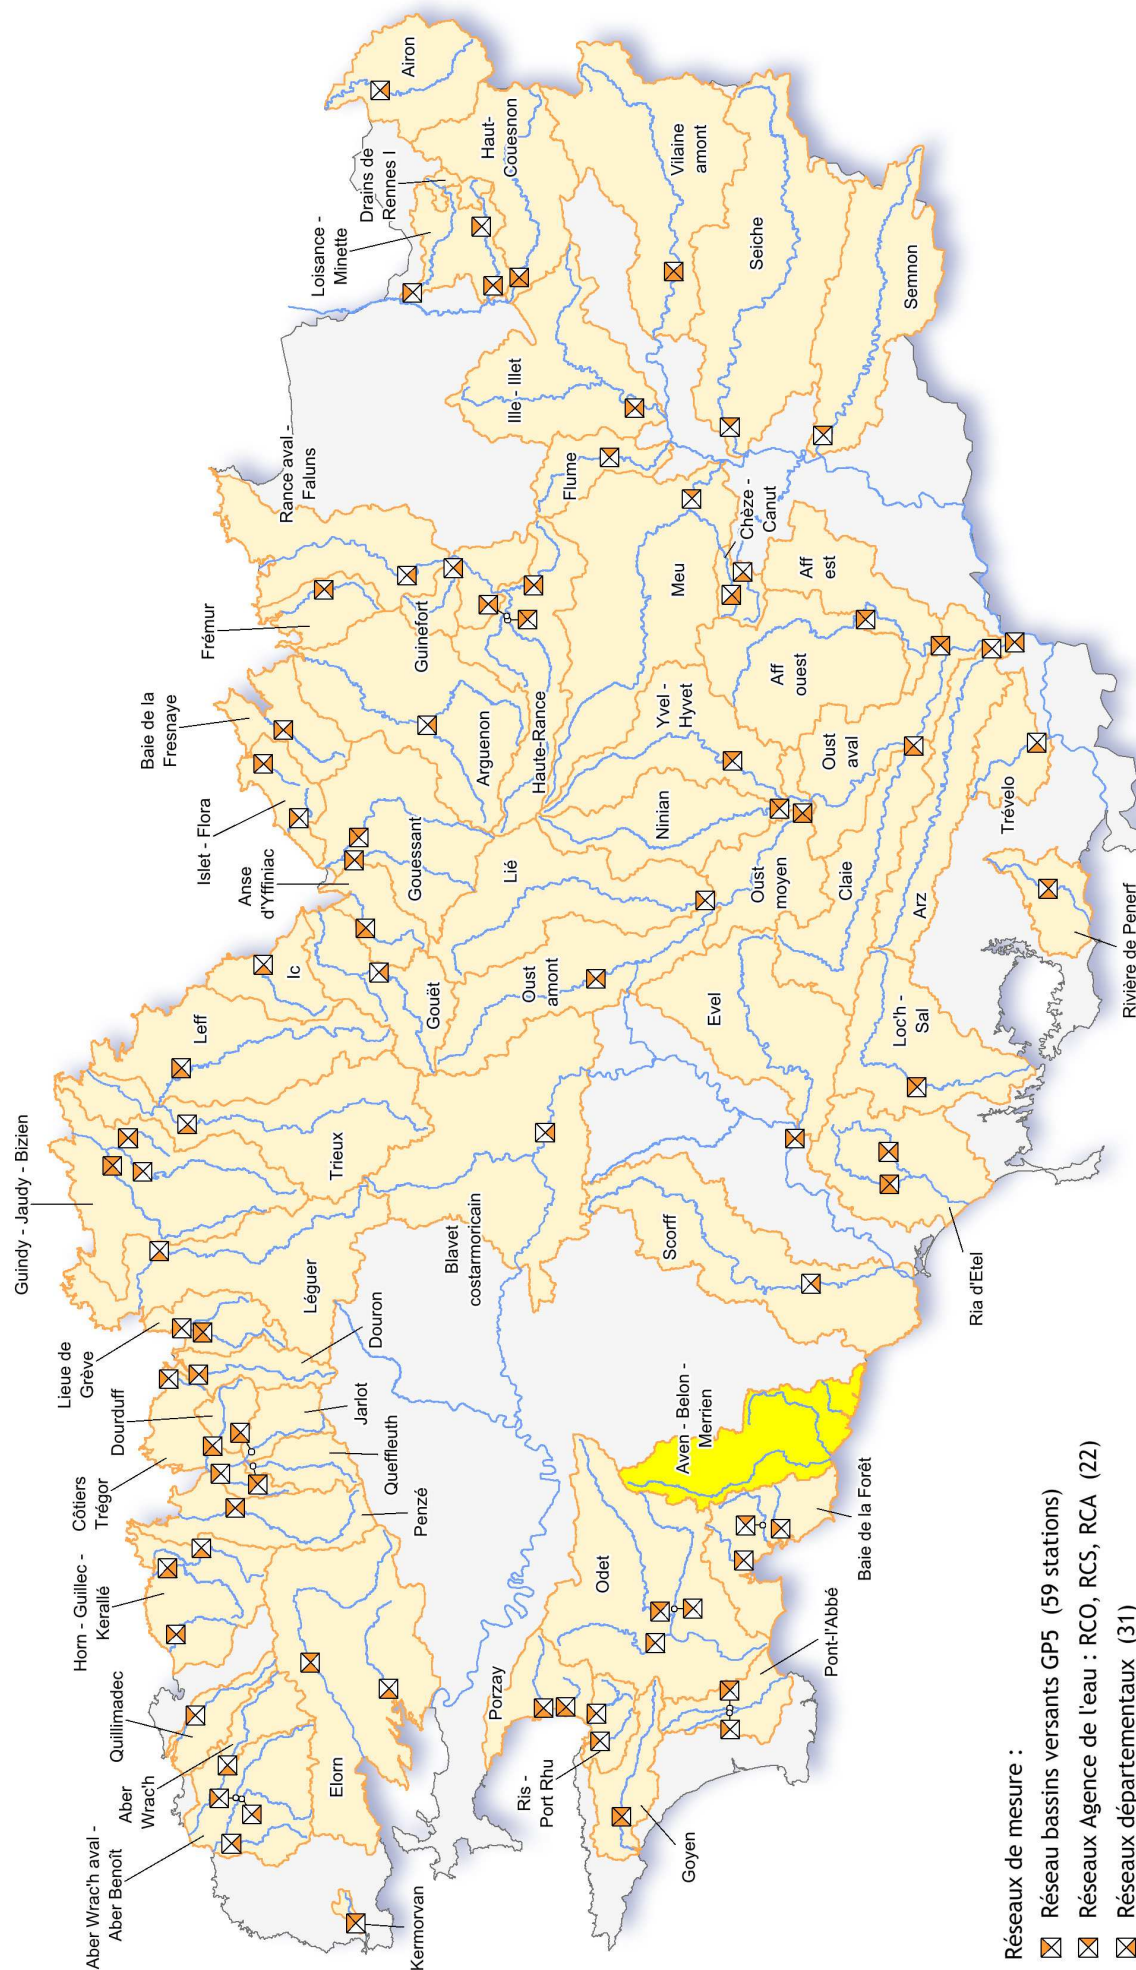 Guindy - Jaudy - Bizien
Lieue de
Grève
Dourduff
Côtiers
Trégor
Horn - Guillec -
Kerallé
Quillimadec
Aber
Wrac'h
Aber Wrac'h aval -
Aber Benoît
Kermorvan
Elorn
Penzé
Queffleuth
Jarlot
Douron
Léguer
Trieux
Leff
Ic
Gouët
Anse
d'Yffiniac
Gouessant
Islet - Flora
Baie de la
Fresnaye
Arguenon
Frémur
Guinefort
Rance aval -
Faluns
Haute-Rance
Loisance -
Minette
Drains de
Rennes I
Airon
Haut-
Couesnon
Ille - Illet
Flume
Vilaine
amont
Seiche
Semnon
Meu
Chèze -
Canut
Aff
est
Aff
ouest
Yvel -
Hyvet
Ninian
Lié
Oust
amont
Oust
moyen
Oust
aval
Claie
Arz
Trévelo
Rivière de Penerf
Loc'h -
Sal
Evel
Ria d'Etel
Blavet
costarmoricain
Scorff
Aven - Belon -
Merrien
Baie de la Forêt
Odet
Pont-l'Abbé
Porzay
Ris -
Port Rhu
Goyen
Réseaux de mesure :
Réseau bassins versants GP5 (59 stations)
Réseaux Agence de l'eau : RCO, RCS, RCA (22)
Réseaux départementaux (31)